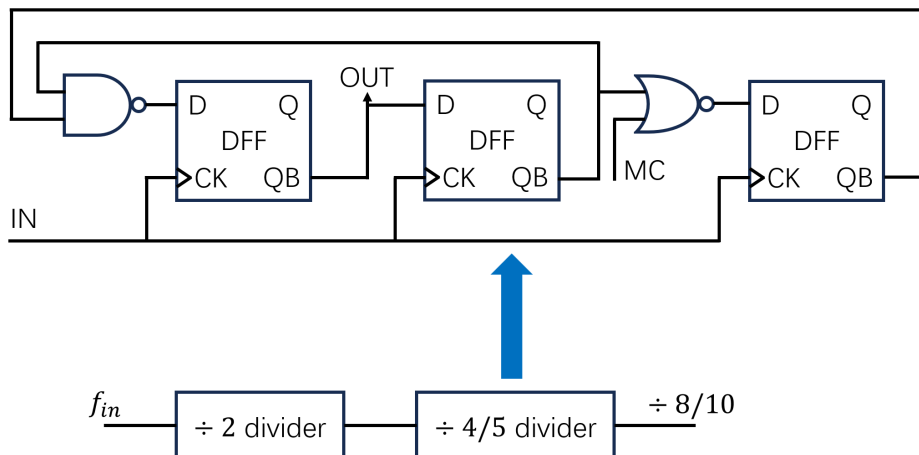 OUT
D Q
D Q
D Q
DFF
DFF
DFF
CK QB
CK QB
MC
CK QB
IN
f_in
÷ 2 divider
÷ 4/5 divider
÷ 8/10